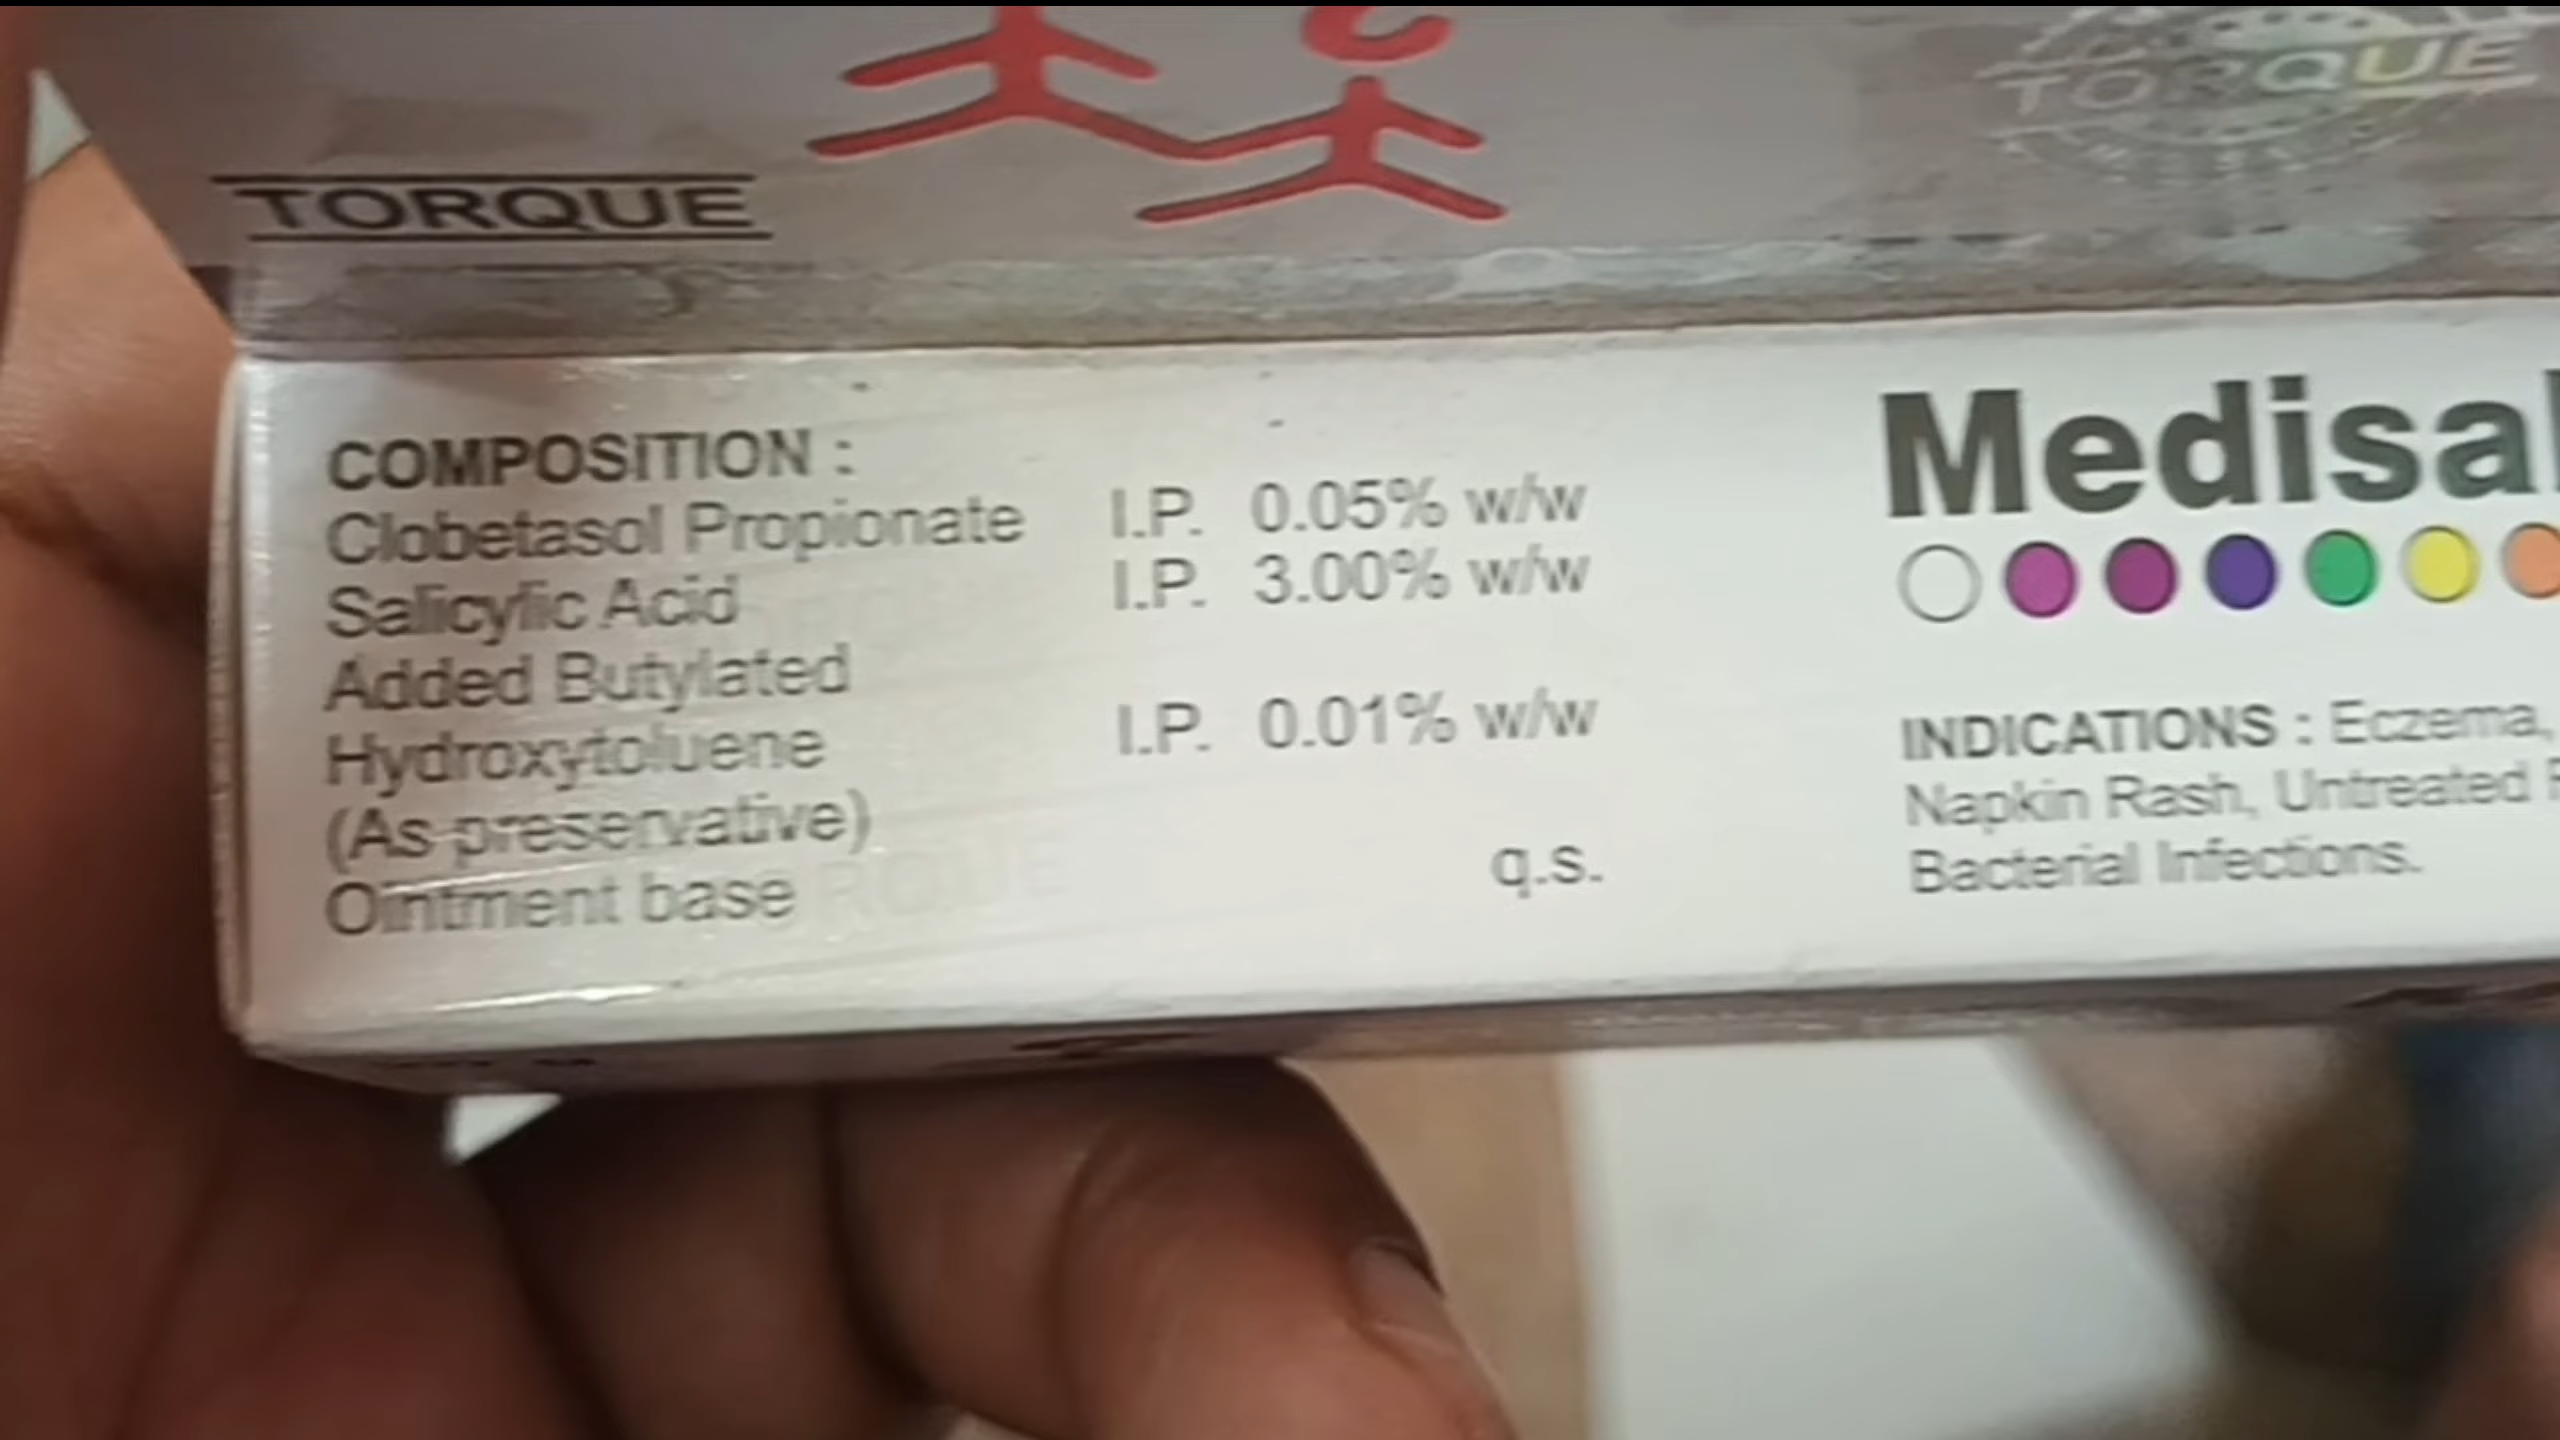 TORQUE
TORQUE
COMPOSITION :
Clobetasol Propionate I.P. 0.05% w/w
Salicylic Acid I.P. 3.00% w/w
Added Butylated
Hydroxytoluene I.P. 0.01% w/w
(As preservative)
Ointment base q.s.
Medisal
INDICATIONS : Eczema,
Napkin Rash, Untreated
Bacterial Infections.